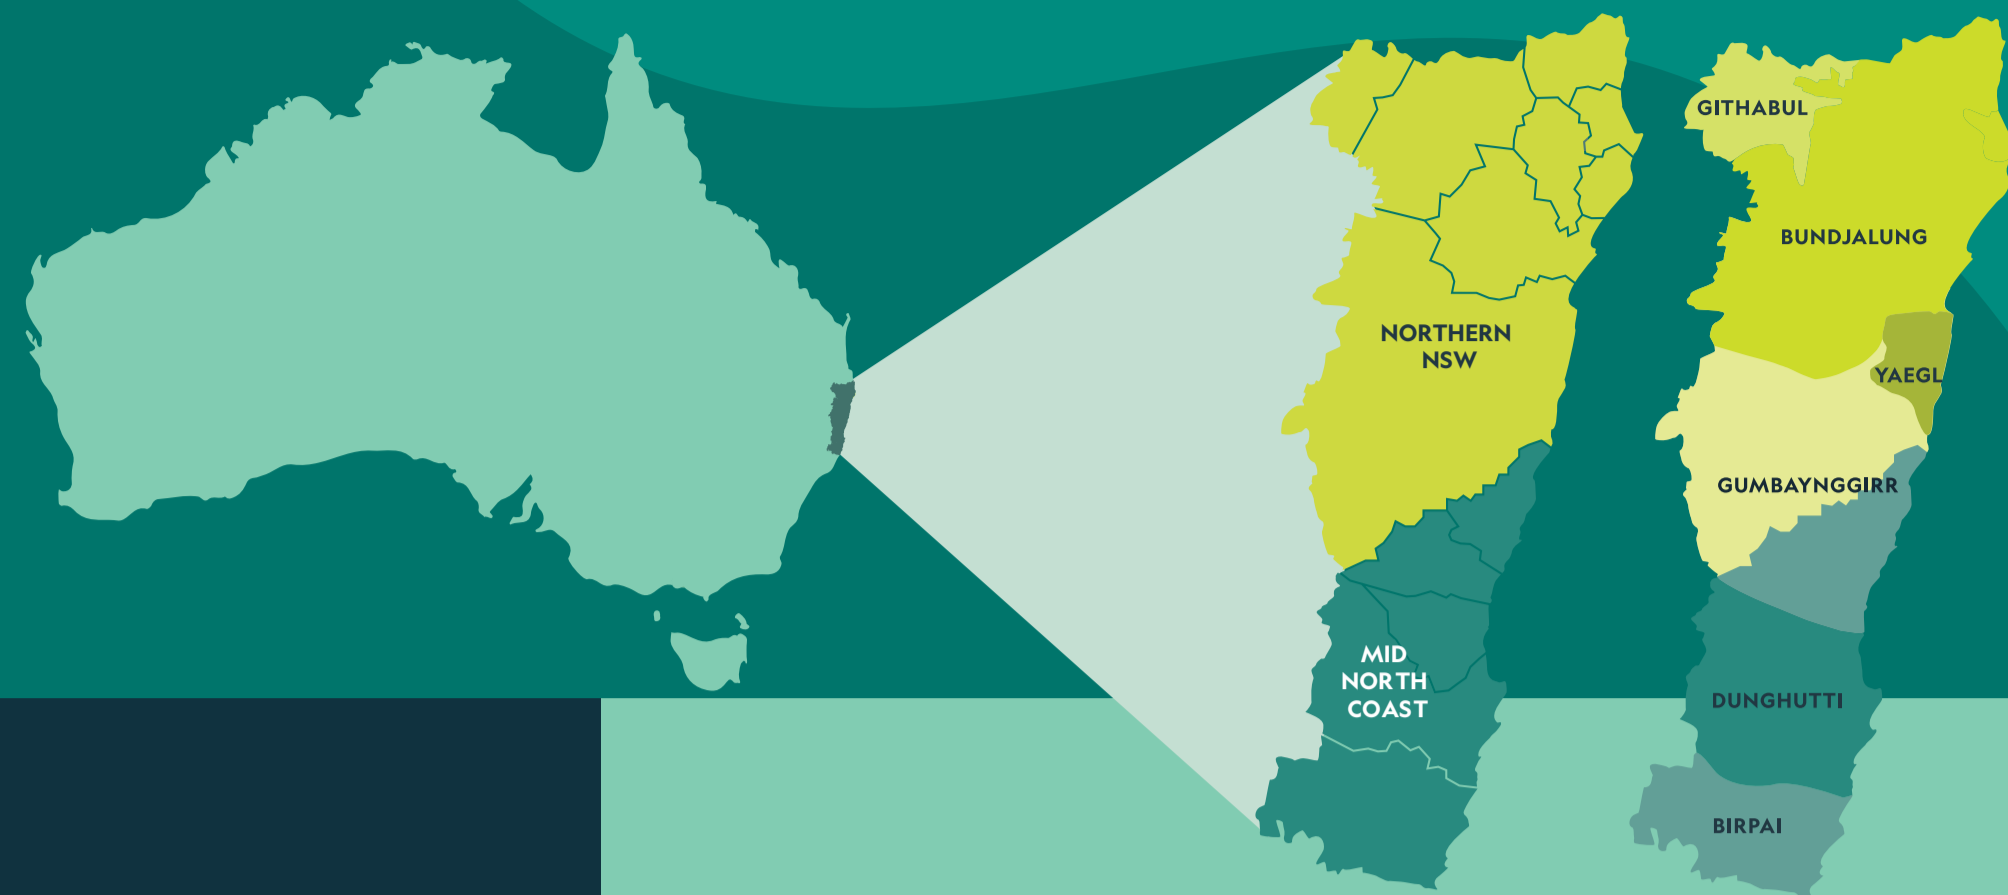 NORTHERN
NSW
MID
NORTH
COAST
GITHABUL
BUNDJALUNG
YAEGL
GUMBAYNGGIRR
DUNGHUTTI
BIRPAI